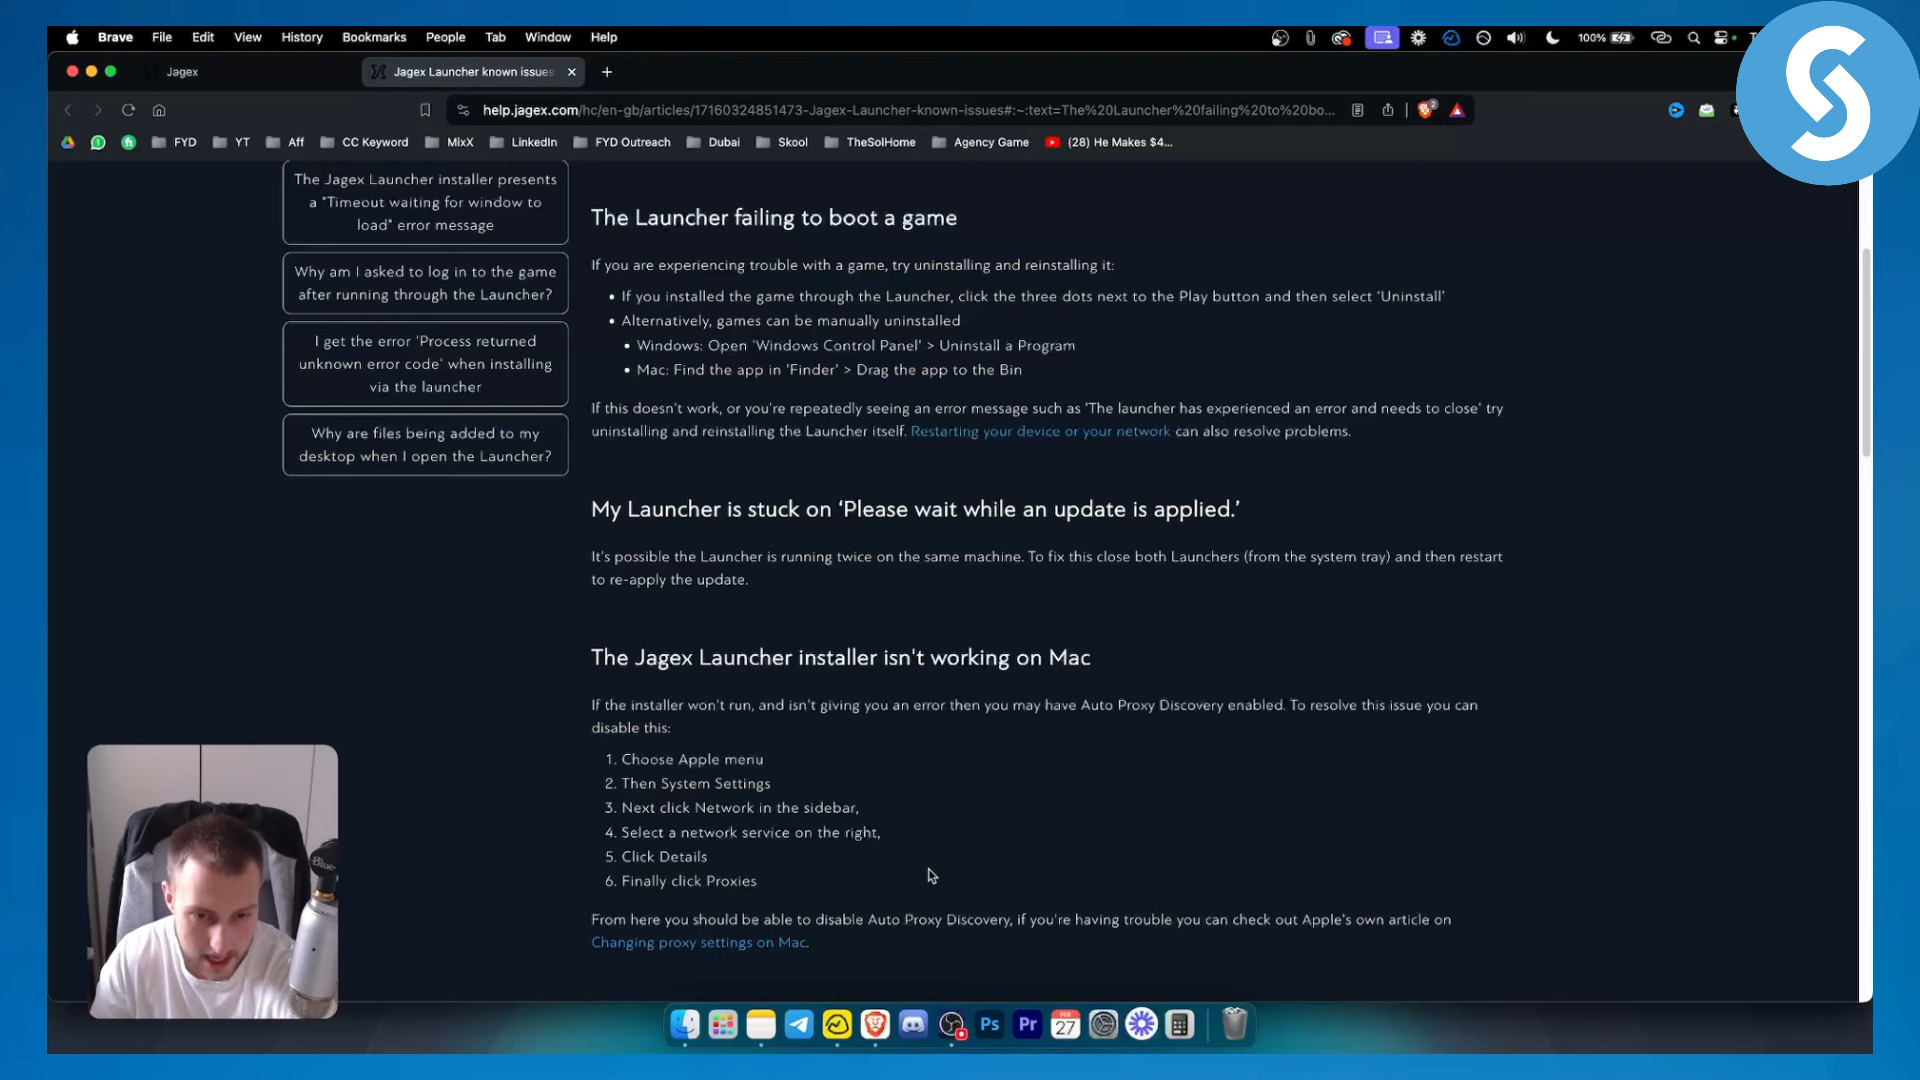 Brave File Edit View History Bookmarks People Tab Window Help 100%
Jagex Jagex Launcher known issues
help.jagex.com/hc/en-gb/articles/17160324851473-Jagex-Launcher-known-issues#:~:text=The%20Launcher%20failing%20to%20bo... 2
FYD YT Aff CC Keyword MixX LinkedIn FYD Outreach Dubai Skool TheSolHome Agency Game (28) He Makes $4...
The Jagex Launcher installer presents
a "Timeout waiting for window to
load" error message
Why am I asked to log in to the game
after running through the Launcher?
I get the error 'Process returned
unknown error code' when installing
via the launcher
Why are files being added to my
desktop when I open the Launcher?
The Launcher failing to boot a game
If you are experiencing trouble with a game, try uninstalling and reinstalling it:
• If you installed the game through the Launcher, click the three dots next to the Play button and then select 'Uninstall'
• Alternatively, games can be manually uninstalled
• Windows: Open 'Windows Control Panel' > Uninstall a Program
• Mac: Find the app in 'Finder' > Drag the app to the Bin
If this doesn't work, or you're repeatedly seeing an error message such as 'The launcher has experienced an error and needs to close' try
uninstalling and reinstalling the Launcher itself. Restarting your device or your network can also resolve problems.
My Launcher is stuck on ‘Please wait while an update is applied.’
It's possible the Launcher is running twice on the same machine. To fix this close both Launchers (from the system tray) and then restart
to re-apply the update.
The Jagex Launcher installer isn't working on Mac
If the installer won't run, and isn't giving you an error then you may have Auto Proxy Discovery enabled. To resolve this issue you can
disable this:
1. Choose Apple menu
2. Then System Settings
3. Next click Network in the sidebar,
4. Select a network service on the right,
5. Click Details
6. Finally click Proxies
From here you should be able to disable Auto Proxy Discovery, if you're having trouble you can check out Apple's own article on
Changing proxy settings on Mac.
Blue
Ps Pr 27